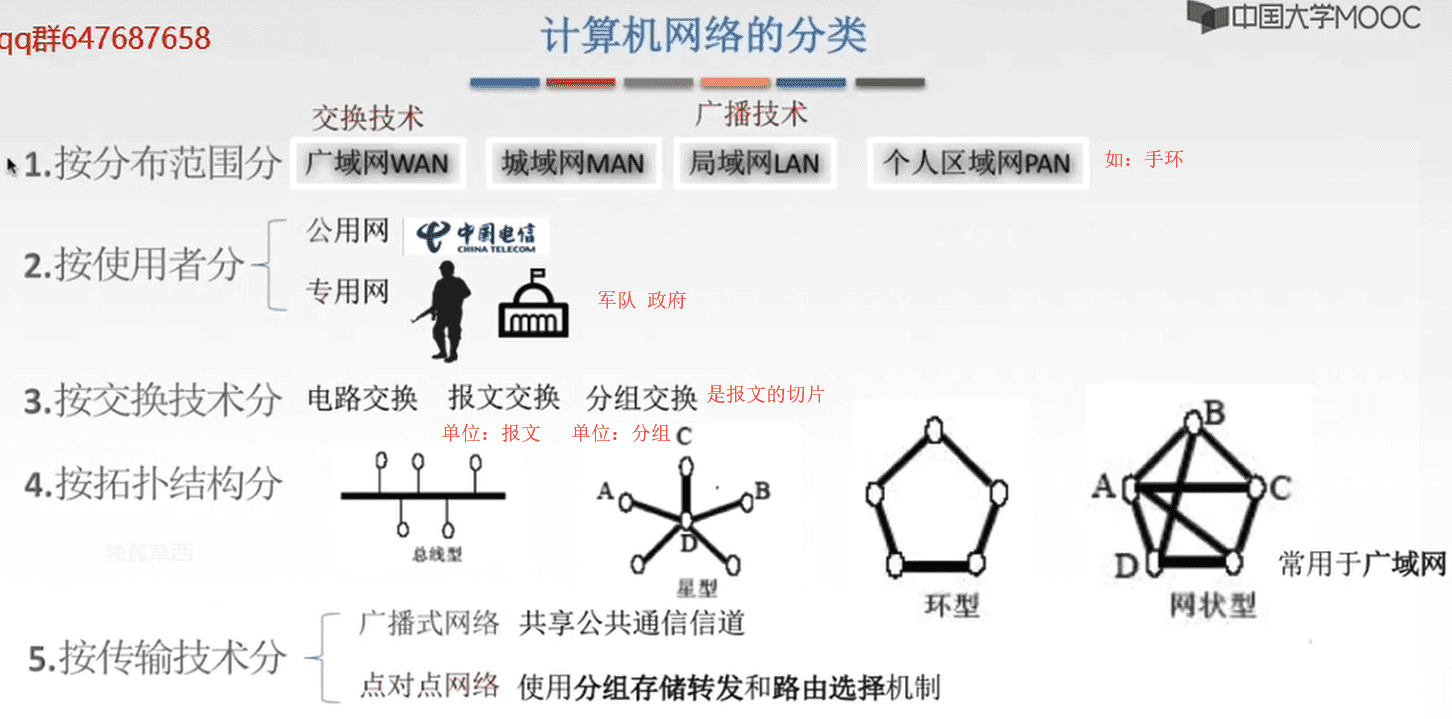 qq群647687658
计算机网络的分类
中国大学MOOC
交换技术 广播技术
1.按分布范围分 广域网WAN 城域网MAN 局域网LAN 个人区域网PAN 如：手环
2.按使用者分
公用网 中国电信
CHINA TELECOM
专用网 军队 政府
3.按交换技术分 电路交换 报文交换 分组交换 是报文的切片
单位：报文 单位：分组
4.按拓扑结构分
总线型
C
A B
D
星型
环型
B
A C
D
网状型
常用于广域网
独孤草西
5.按传输技术分
广播式网络 共享公共通信信道
点对点网络 使用分组存储转发和路由选择机制